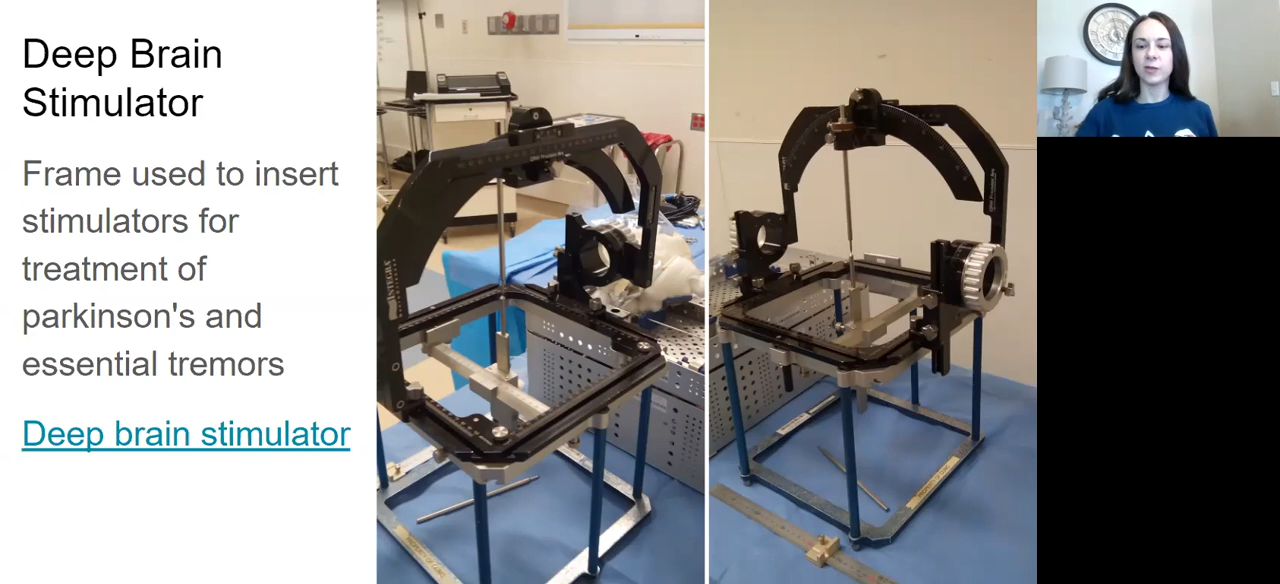 Deep Brain
Stimulator
Frame used to insert
stimulators for
treatment of
parkinson's and
essential tremors
Deep brain stimulator
INTEGRA